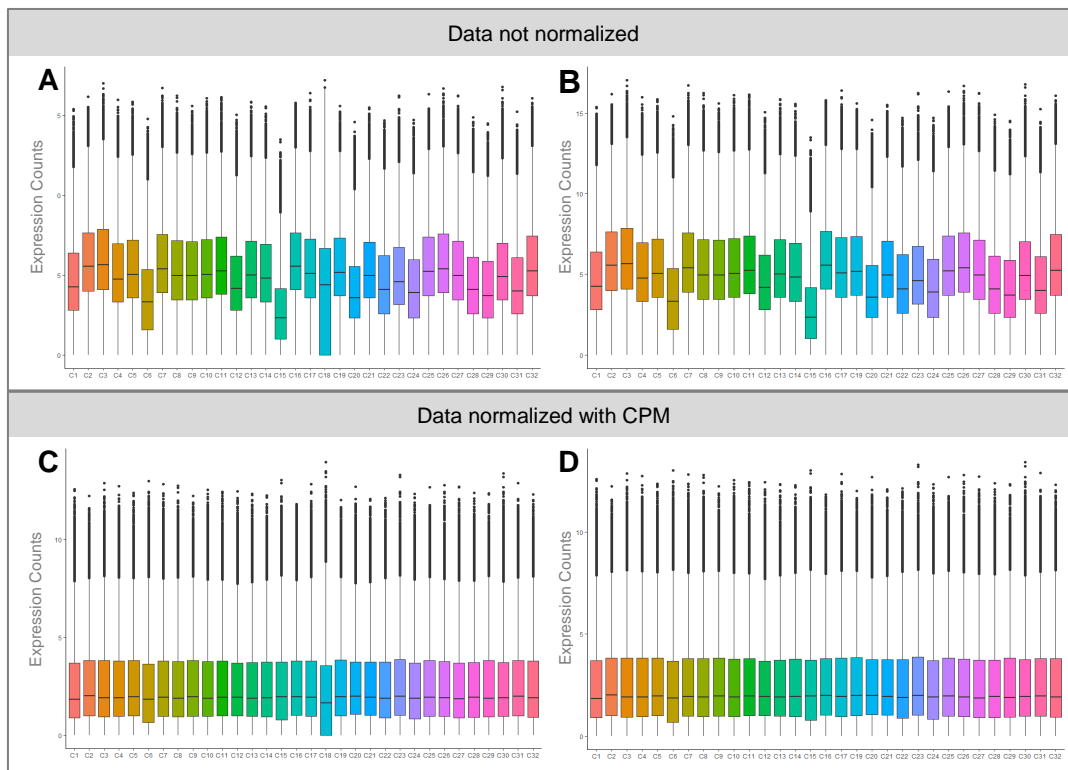 Data not normalized
A
Expression Counts
5
0
5
0
C1 C2 C3 C4 C5 C6 C7 C8 C9 C10 C11 C12 C13 C14 C15 C16 C17 C18 C19 C20 C21 C22 C23 C24 C25 C26 C27 C28 C29 C30 C31 C32
B
Expression Counts
15
10
5
0
C1 C2 C3 C4 C5 C6 C7 C8 C9 C10 C11 C12 C13 C14 C15 C16 C17 C19 C20 C21 C22 C23 C24 C25 C26 C27 C28 C29 C30 C31 C32
Data normalized with CPM
C
Expression Counts
10
5
0
C1 C2 C3 C4 C5 C6 C7 C8 C9 C10 C11 C12 C13 C14 C15 C16 C17 C18 C19 C20 C21 C22 C23 C24 C25 C26 C27 C28 C29 C30 C31 C32
D
Expression Counts
10
5
0
C1 C2 C3 C4 C5 C6 C7 C8 C9 C10 C11 C12 C13 C14 C15 C16 C17 C19 C20 C21 C22 C23 C24 C25 C26 C27 C28 C29 C30 C31 C32